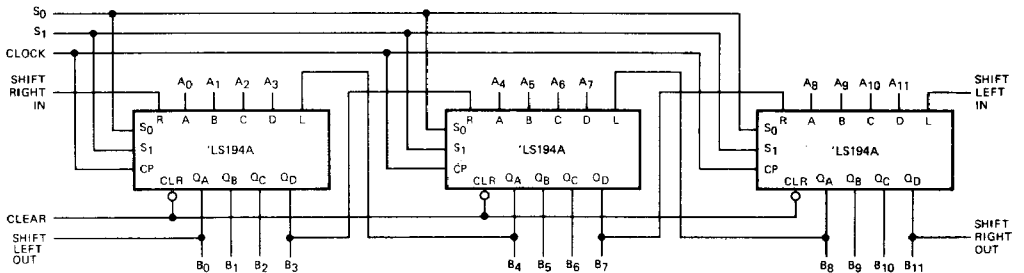 S0
S1
CLOCK
SHIFT RIGHT IN
A0 A1 A2 A3
A4 A5 A6 A7
A8 A9 A10 A11
SHIFT LEFT IN
R A B C D L
S0
S1
CP
'LS194A
CLR QA QB QC QD
R A B C D L
S0
S1
CP
'LS194A
CLR QA QB QC QD
R A B C D L
S0
S1
CP
'LS194A
CLR QA QB QC QD
CLEAR
SHIFT LEFT OUT
B0 B1 B2 B3
B4 B5 B6 B7
B8 B9 B10 B11
SHIFT RIGHT OUT